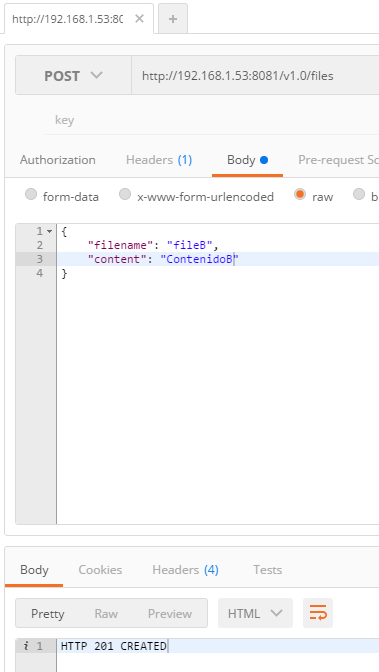 http://192.168.1.53:80
POST http://192.168.1.53:8081/v1.0/files
key
Authorization Headers (1) Body Pre-request Sc
form-data x-www-form-urlencoded raw b
1 {
2 "filename": "fileB",
3 "content": "ContenidoB"
4 }
Body Cookies Headers (4) Tests
Pretty Raw Preview HTML
i 1 HTTP 201 CREATED